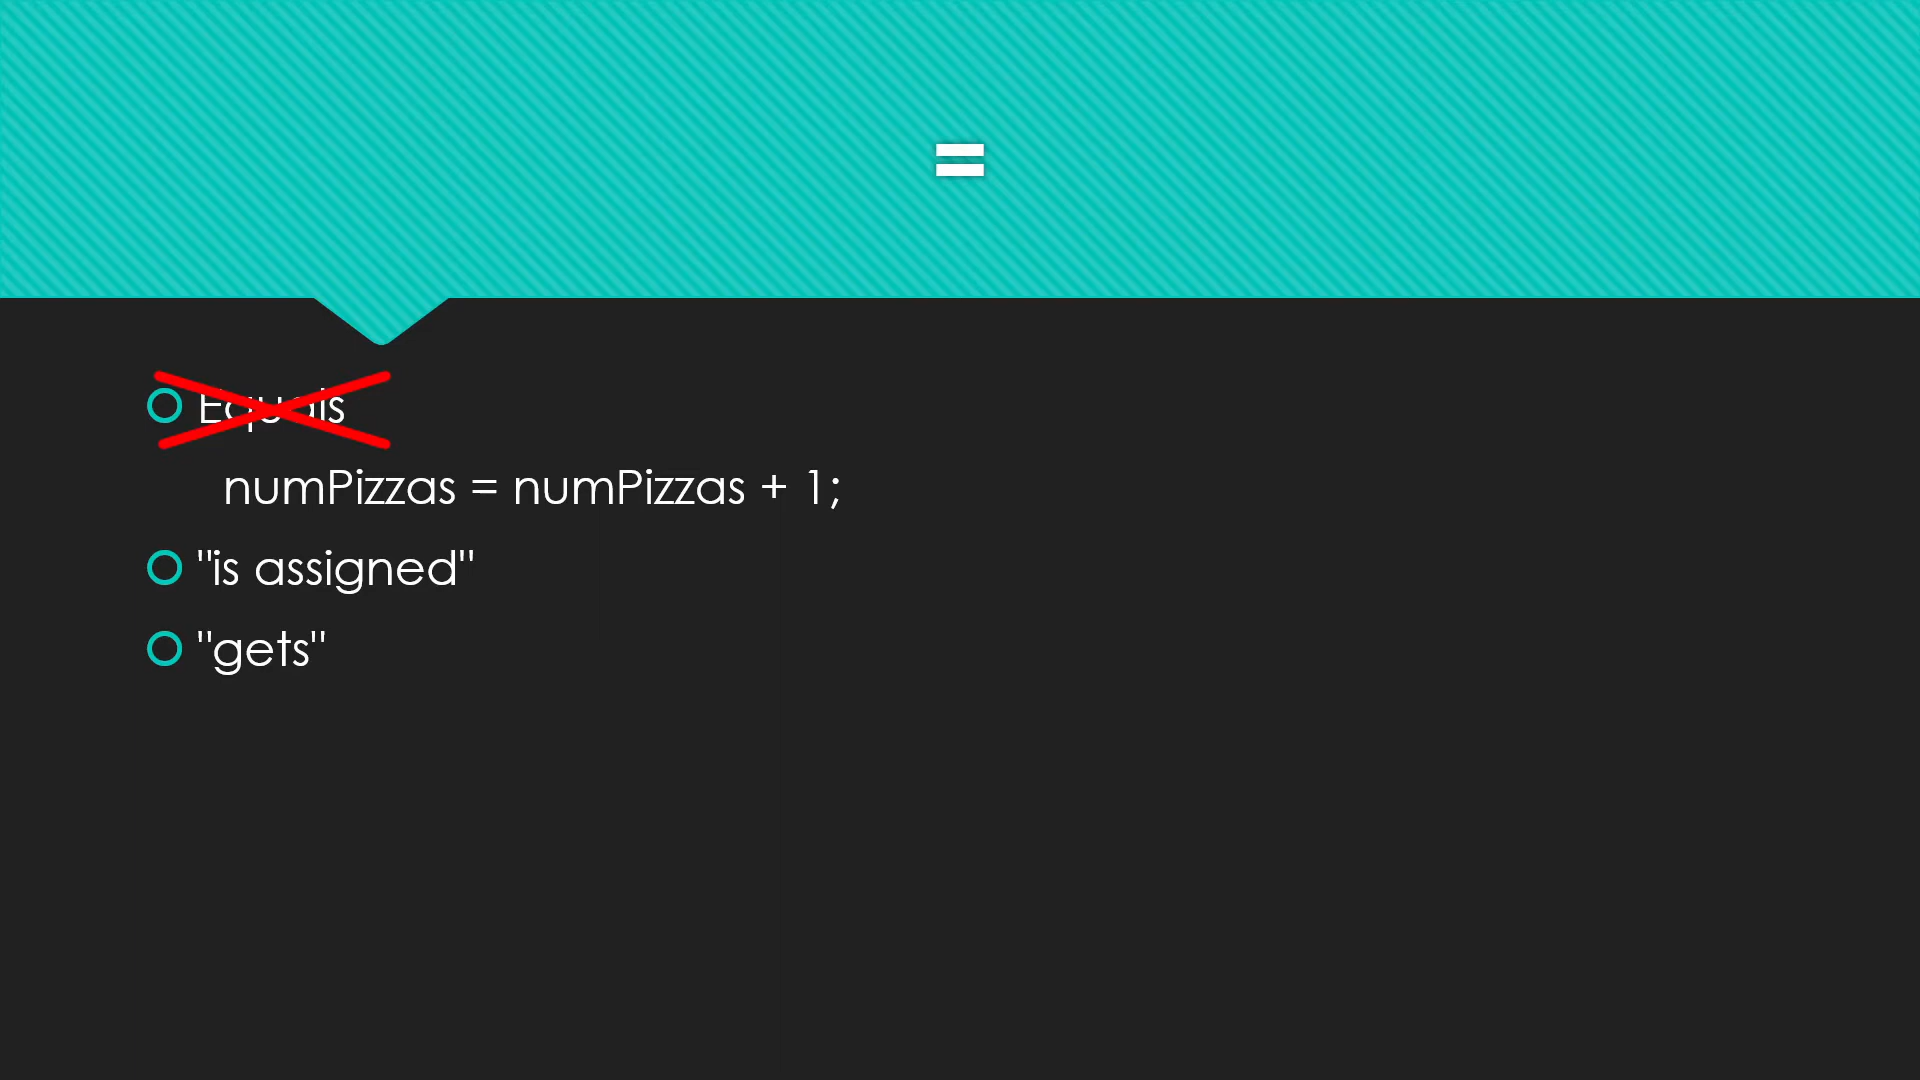 =
Equals
numPizzas = numPizzas + 1;
"is assigned"
"gets"